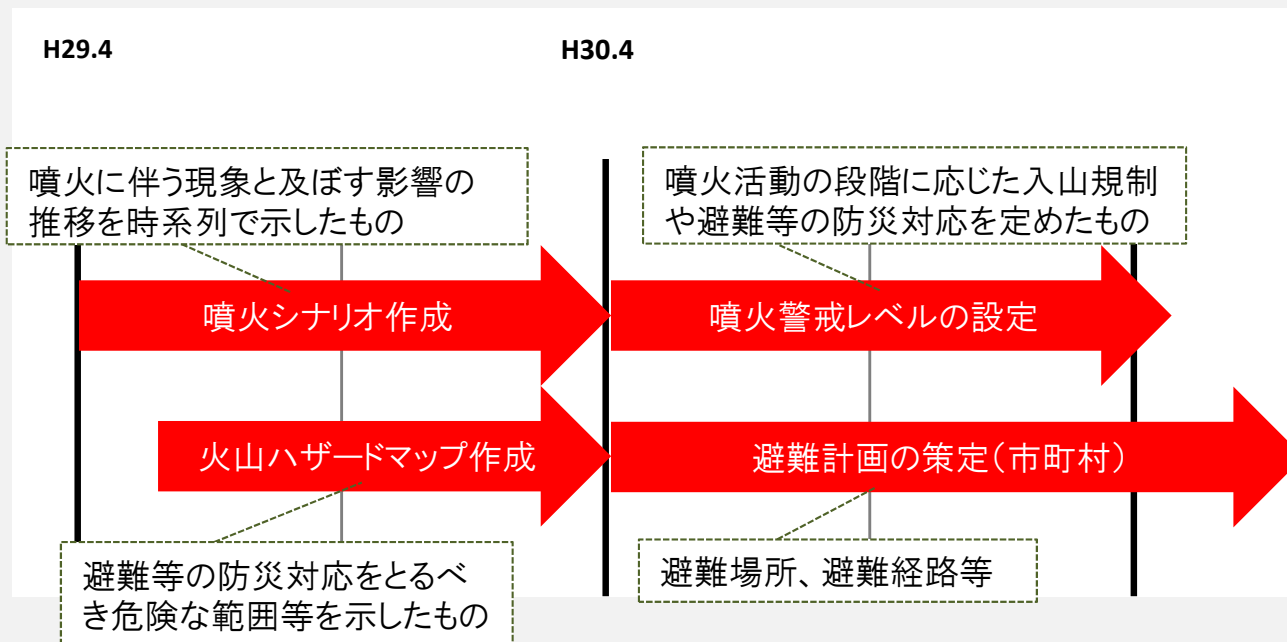 H29.4
H30.4
噴火に伴う現象と及ぼす影響の
推移を時系列で示したもの
噴火活動の段階に応じた入山規制
や避難等の防災対応を定めたもの
噴火シナリオ作成
噴火警戒レベルの設定
火山ハザードマップ作成
避難計画の策定(市町村)
避難等の防災対応をとるべ
き危険な範囲等を示したもの
避難場所、避難経路等